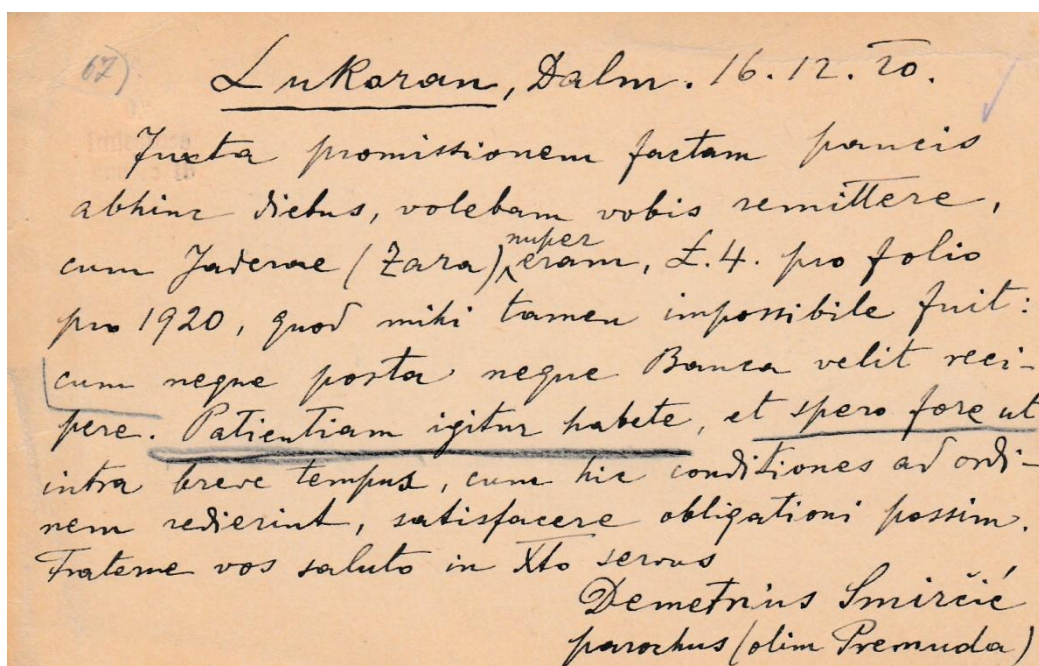 67)
Lukoran, Dalm. 16.12.20.
Juxta promissionem factam paucis
abhinc diebus, volebam vobis remittere,
cum Jaderae (Zara) nuper eram, £.4. pro folio
pro 1920, quod mihi tamen impossibile fuit:
cum neque posta neque Banca velit reci-
pere. Patientiam igitur habete, et spero fore ut
intra breve tempus, cum hic conditiones ad ordi-
nem redierint, satisfacere obligationi possim.
Fraterne vos saluto in Xto servus
Demetrius Smirčić
parochus (olim Premuda)